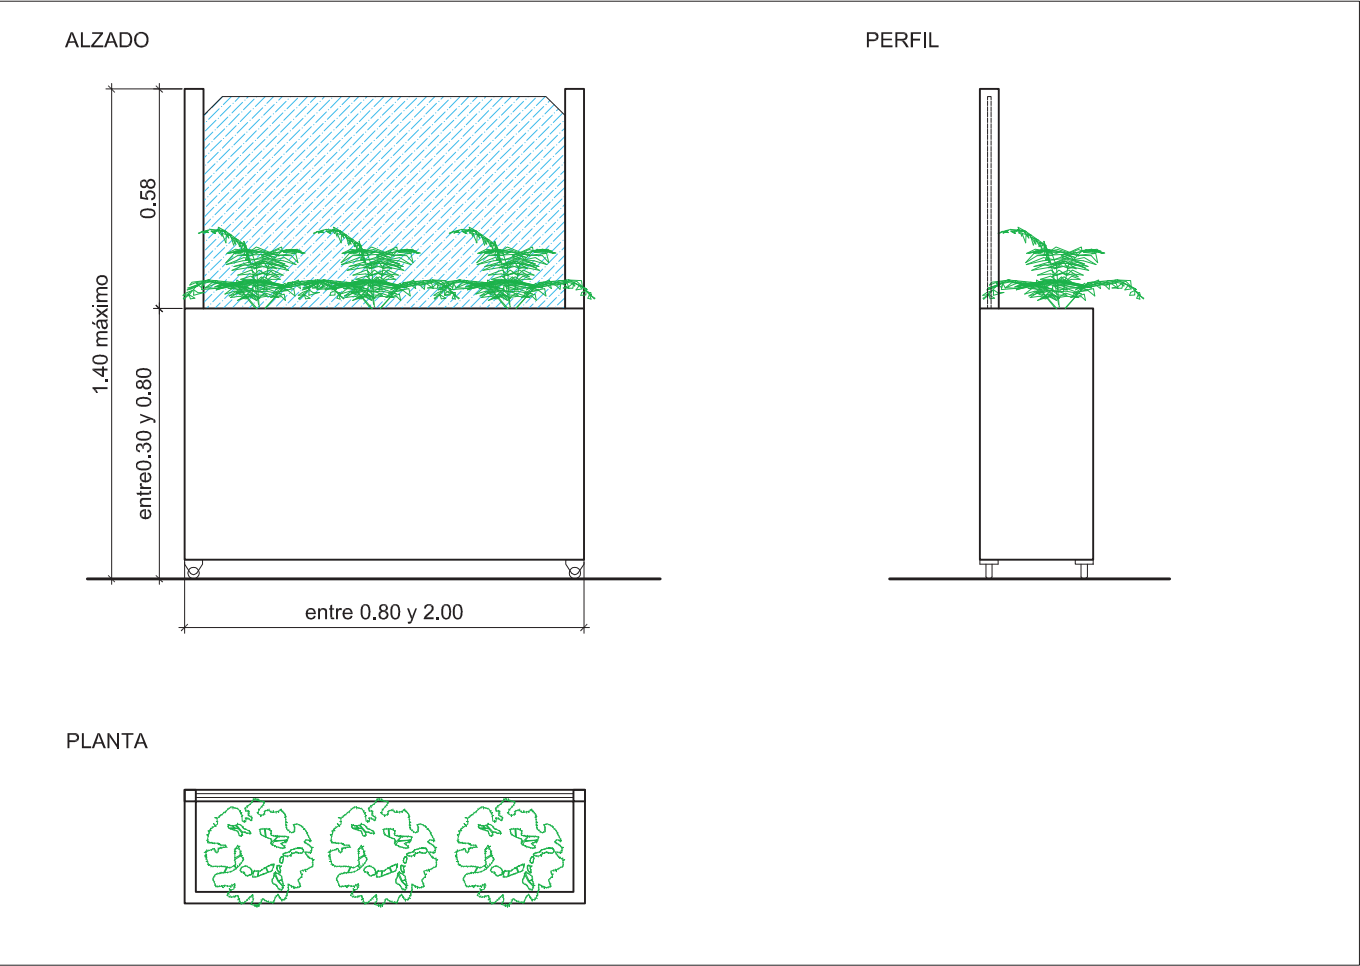 ALZADO
PERFIL
0.58
1.40 máximo
entre0.30 y 0.80
entre 0.80 y 2.00
PLANTA